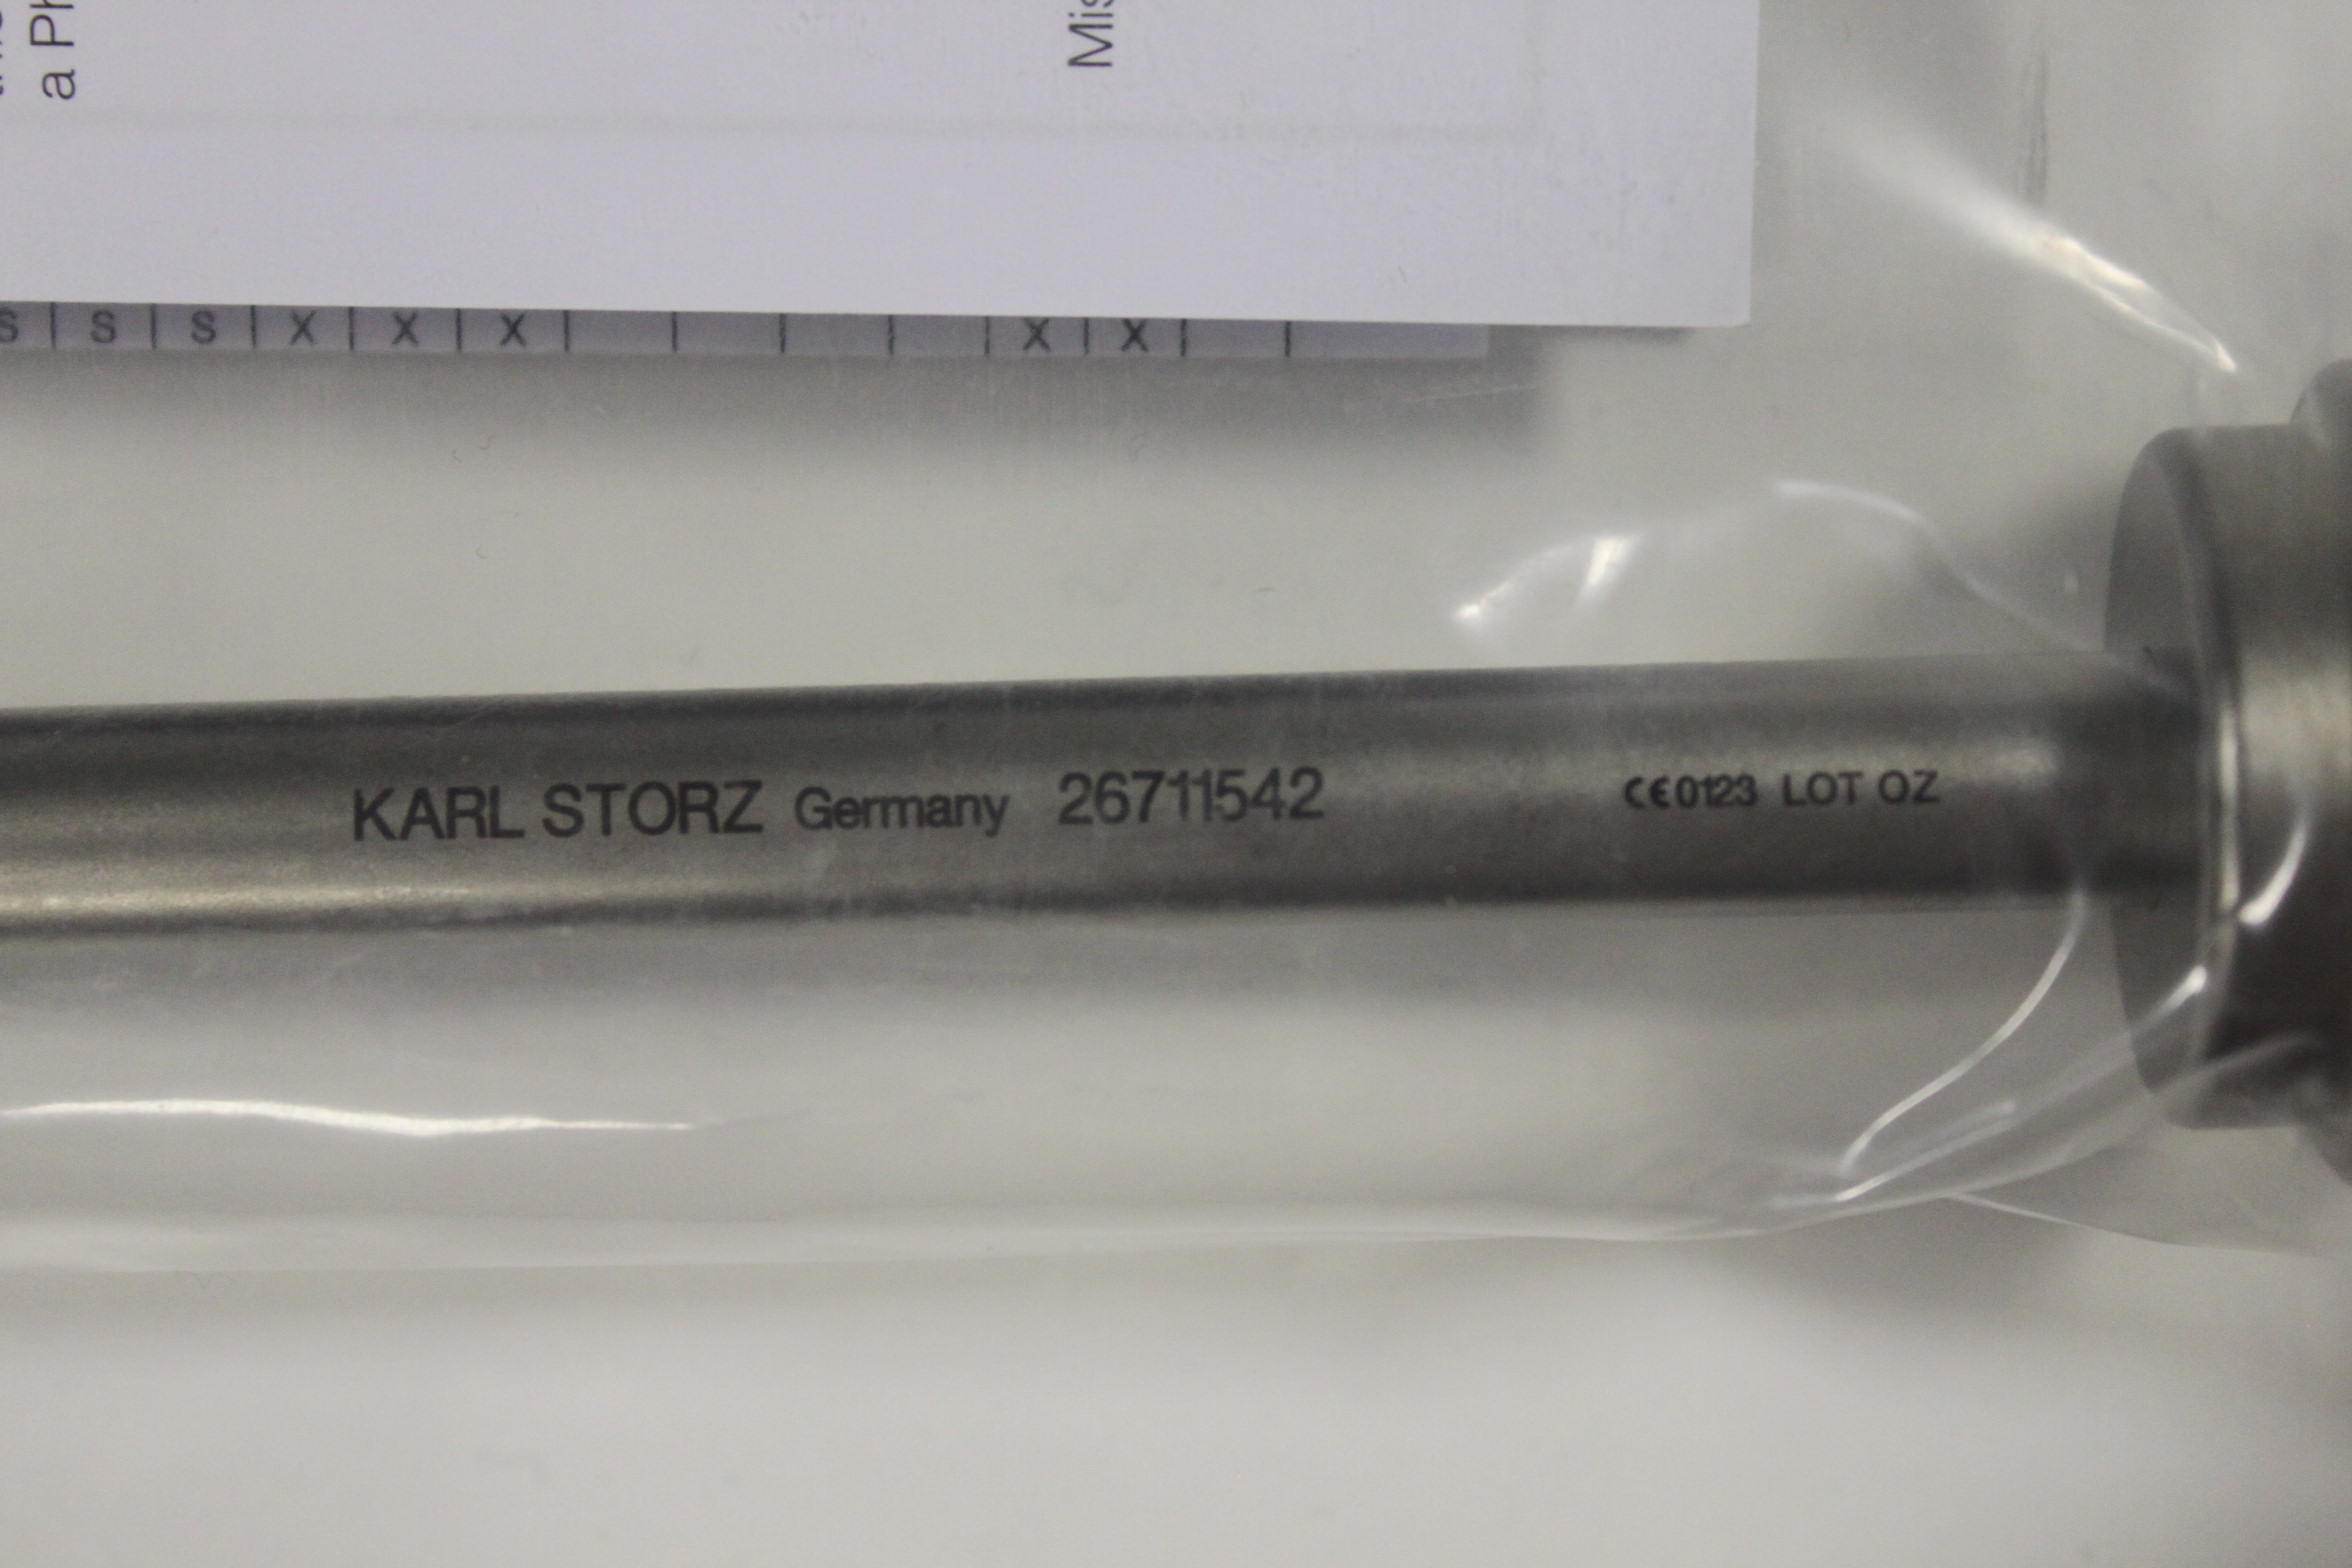 a Ph
Mis
S S S X X X X X
KARL STORZ Germany 26711542 CE0123 LOT OZ